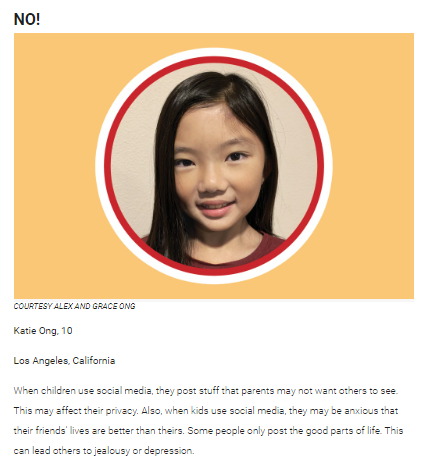 NO!
COURTESY ALEX AND GRACE ONG
Katie Ong, 10
Los Angeles, California
When children use social media, they post stuff that parents may not want others to see.
This may affect their privacy. Also, when kids use social media, they may be anxious that
their friends' lives are better than theirs. Some people only post the good parts of life. This
can lead others to jealousy or depression.